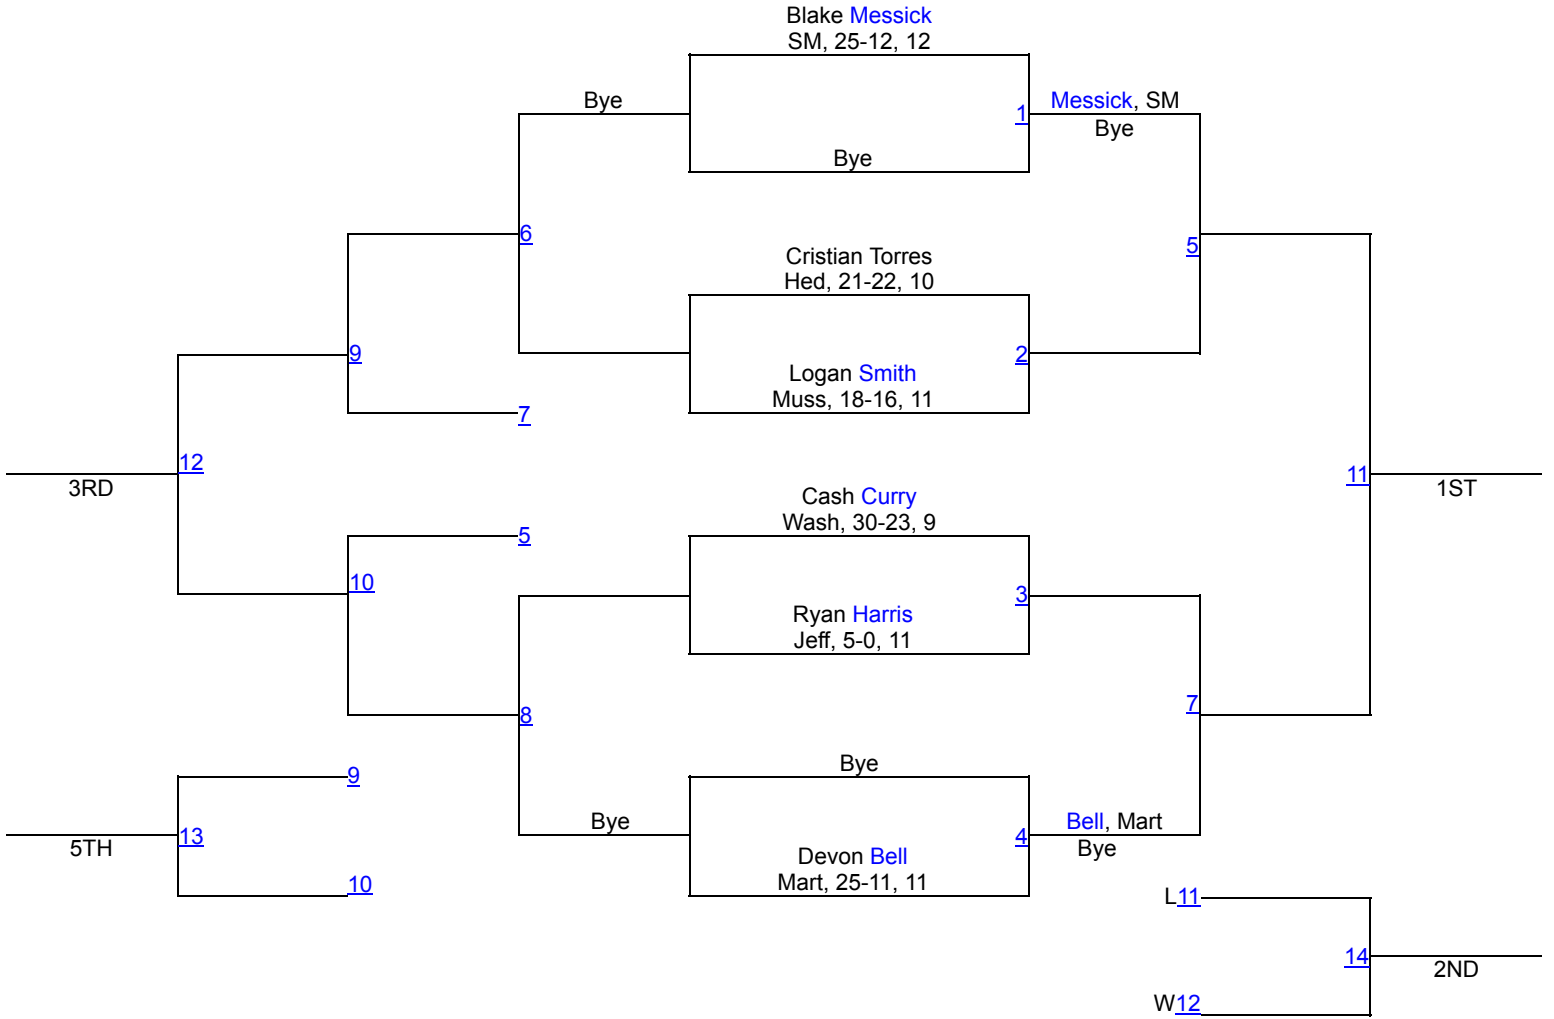 Blake Messick
SM, 25-12, 12
Bye
1
Messick, SM
Bye
Bye
6
5
Cristian Torres
Hed, 21-22, 10
9
2
Logan Smith
Muss, 18-16, 11
7
12
3RD
11
1ST
Cash Curry
Wash, 30-23, 9
5
10
3
Ryan Harris
Jeff, 5-0, 11
8
7
9
Bye
13
5TH
Bye
4
Bell, Mart
Bye
Devon Bell
Mart, 25-11, 11
10
L11
14
2ND
W12